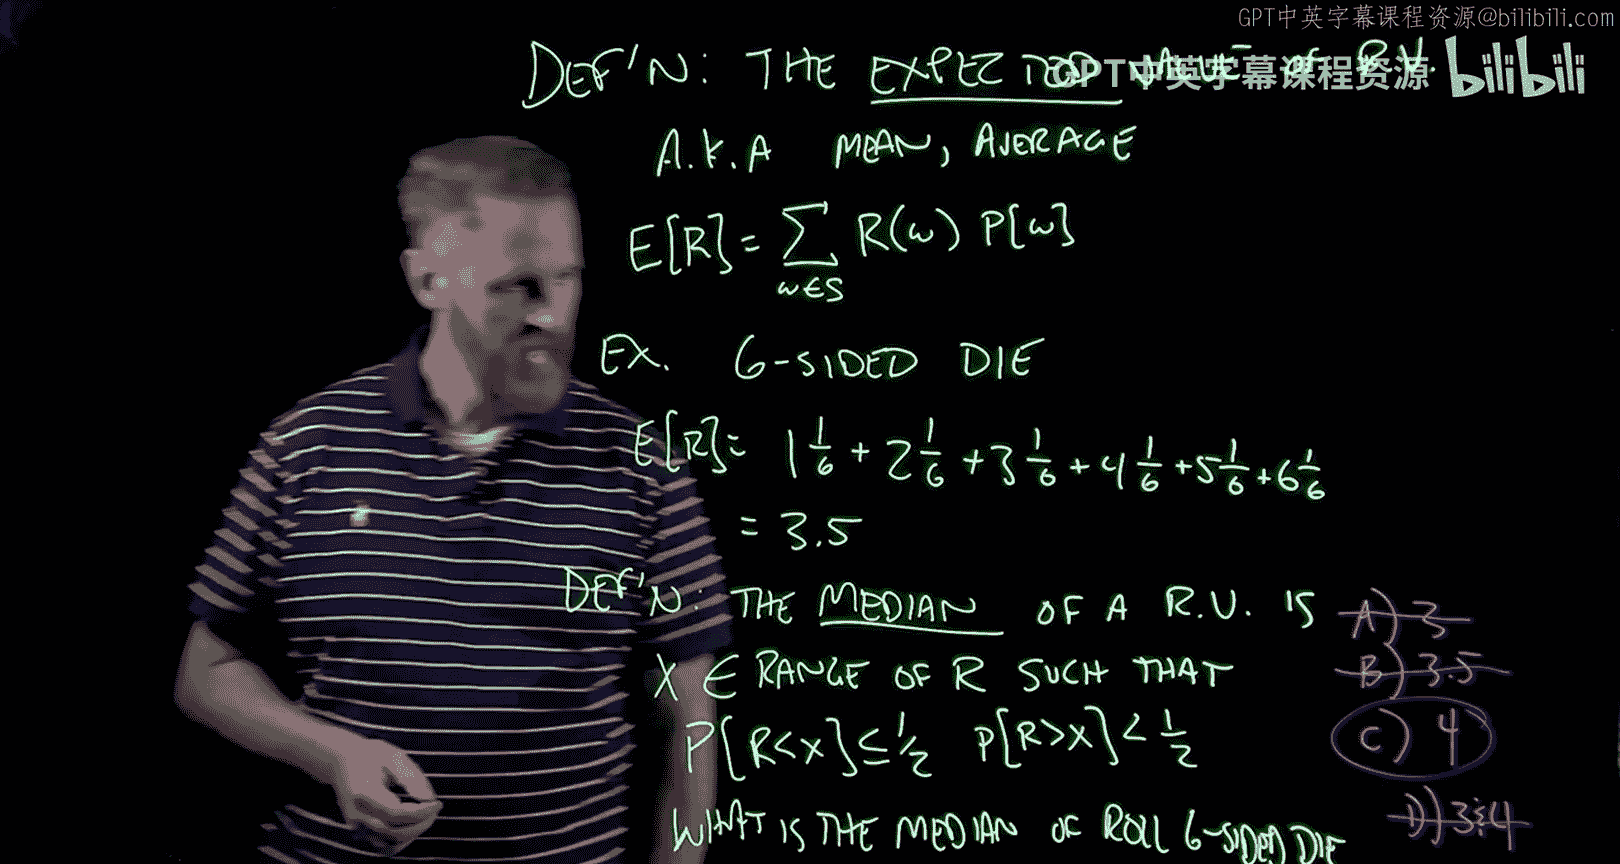 GPT中英字幕课程资源@bilibili.com
DEF'N: THE EXPECTED VALUE OF R.V.
GPT中英字幕课程资源 bilibili
A.K.A MEAN, AVERAGE
E[R] = ∑ R(ω) P[ω]
ω∈S
EX. 6-SIDED DIE
E[R] = 1 1/6 + 2 1/6 + 3 1/6 + 4 1/6 + 5 1/6 + 6 1/6
= 3.5
DEF'N: THE MEDIAN OF A R.V. IS
X ∈ RANGE OF R SUCH THAT
P[R<X] ≤ 1/2 P[R>X] < 1/2
WHAT IS THE MEDIAN OF ROLL 6-SIDED DIE
A) 3
B) 3.5
C) 4
D) 3 & 4